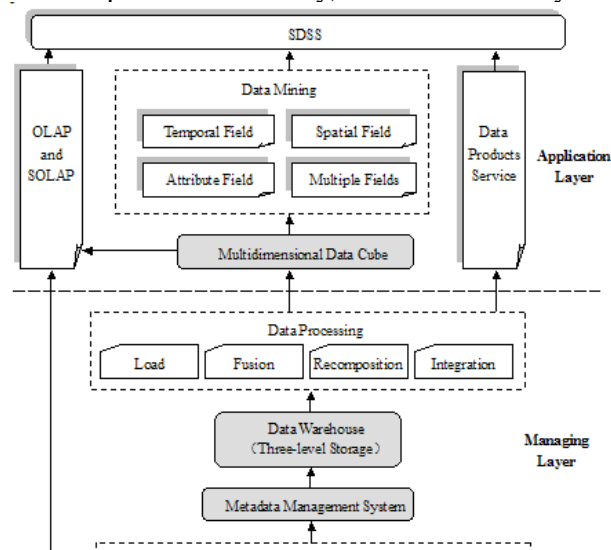 SDSS
Data Mining
OLAP
and
SOLAP
Temporal Field
Spatial Field
Attribute Field
Multiple Fields
Data
Products
Service
Application
Layer
Multidimensional Data Cube
Data Processing
Load
Fusion
Recomposition
Integration
Data Warehouse
(Three-level Storage)
Managing
Layer
Metadata Management System